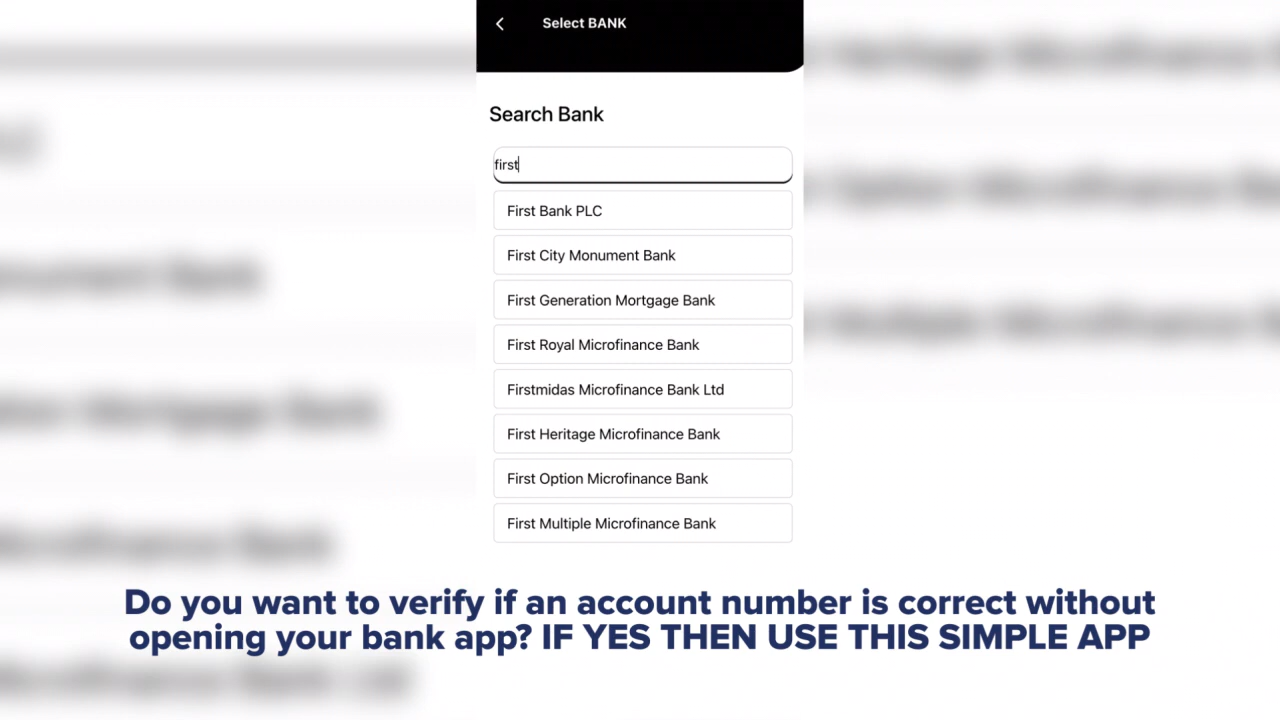 Select BANK
Search Bank
first
First Bank PLC
First City Monument Bank
First Generation Mortgage Bank
First Royal Microfinance Bank
Firstmidas Microfinance Bank Ltd
First Heritage Microfinance Bank
First Option Microfinance Bank
First Multiple Microfinance Bank
Do you want to verify if an account number is correct without
opening your bank app? IF YES THEN USE THIS SIMPLE APP